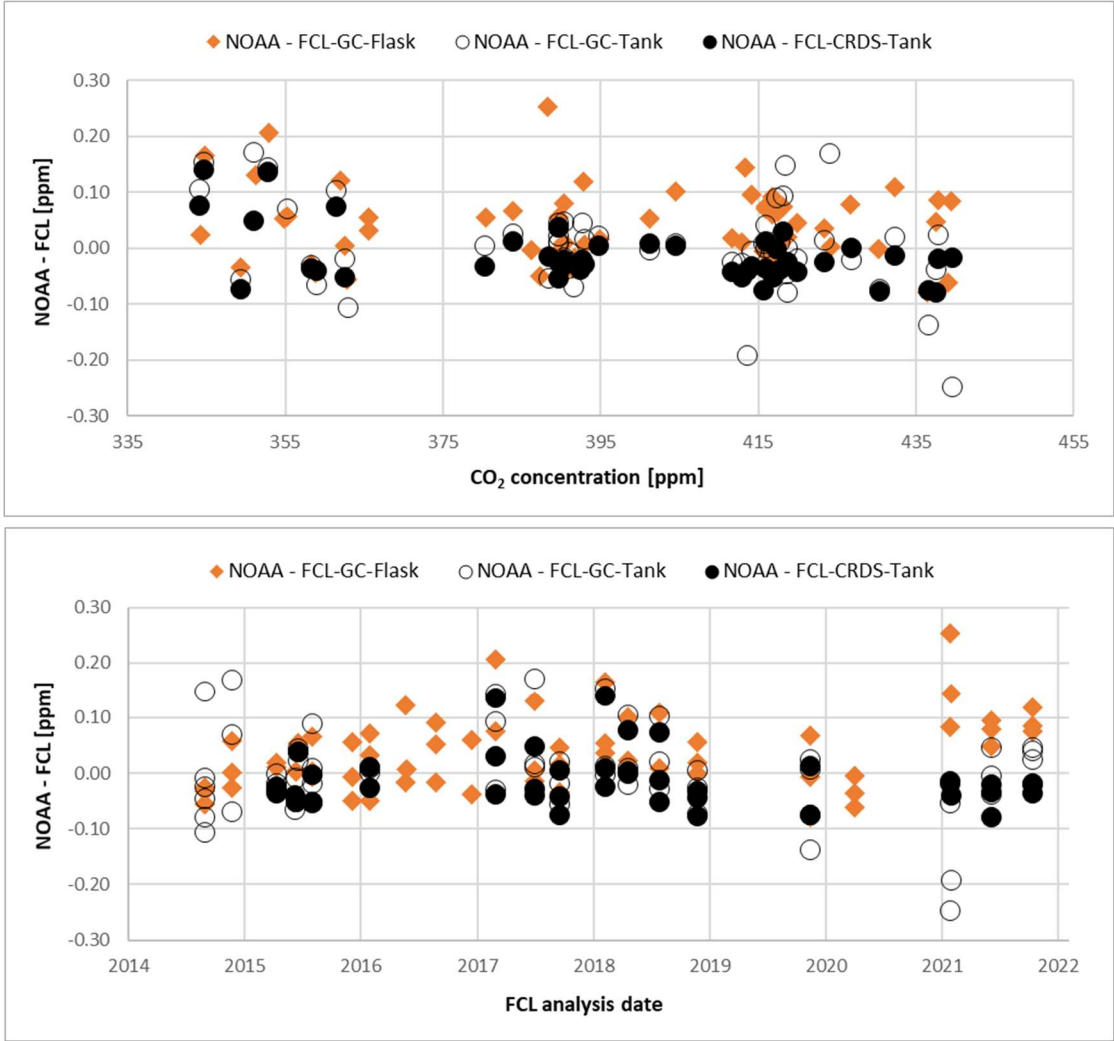 NOAA - FCL-GC-Flask NOAA - FCL-GC-Tank NOAA - FCL-CRDS-Tank
0.30
0.20
0.10
0.00
-0.10
-0.20
-0.30
NOAA - FCL [ppm]
335 355 375 395 415 435 455
CO₂ concentration [ppm]
NOAA - FCL-GC-Flask NOAA - FCL-GC-Tank NOAA - FCL-CRDS-Tank
0.30
0.20
0.10
0.00
-0.10
-0.20
-0.30
NOAA - FCL [ppm]
2014 2015 2016 2017 2018 2019 2020 2021 2022
FCL analysis date